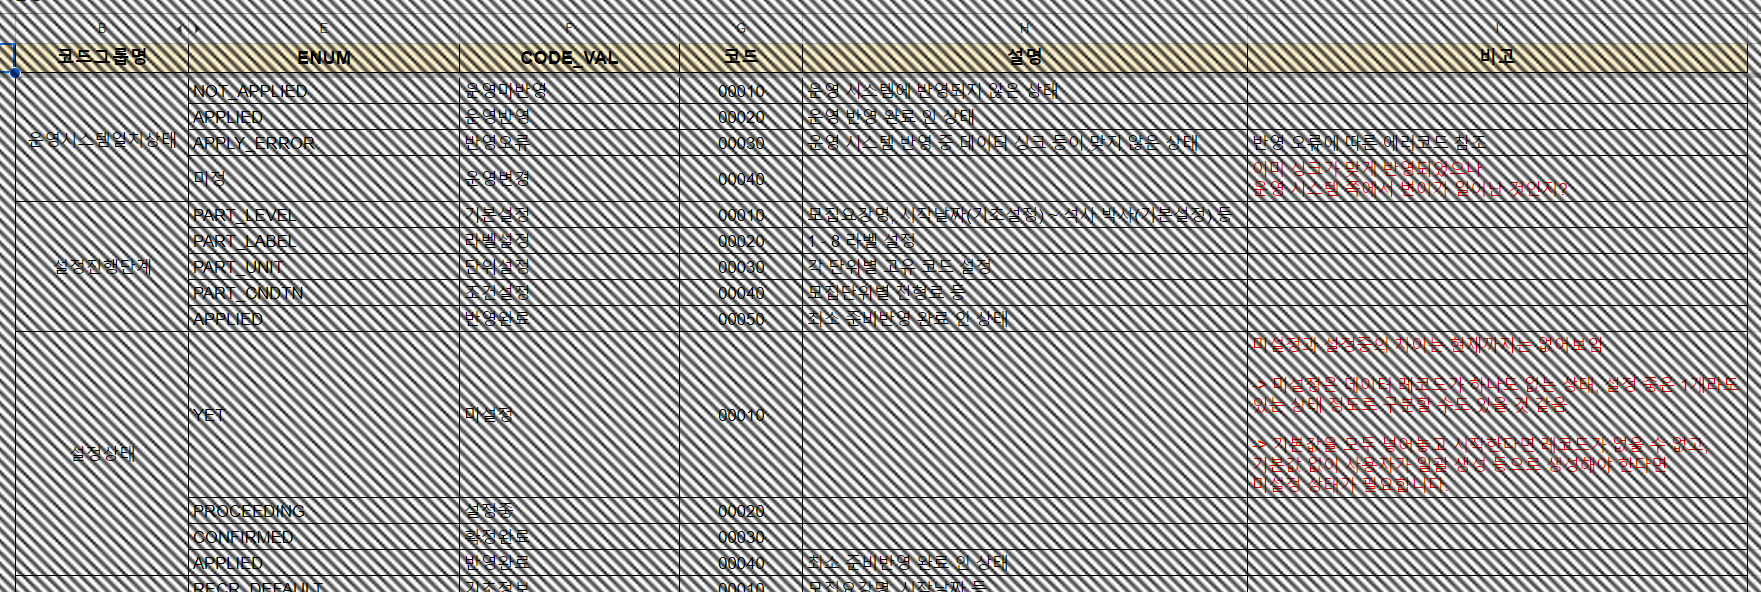 B E F G H I
코드그룹명 ENUM CODE_VAL 코드 설명 비고
운영시스템일치상태
NOT_APPLIED 운영미반영 00010 운영 시스템에 반영되지 않은 상태
APPLIED 운영반영 00020 운영 반영 완료 인 상태
APPLY_ERROR 반영오류 00030 운영 시스템 반영 중 데이터 싱크 등이 맞지 않은 상태 반영 오류에 따른 에러코드 참조
미정 운영변경 00040 이미 싱크가 맞게 반영되었으나
운영 시스템 쪽에서 변이가 일어난 것인지?
설정진행단계
PART_LEVEL 기본설정 00010 모집요강명, 시작날짜(기초설정) ~ 석사 박사(기본설정) 등
PART_LABEL 라벨설정 00020 1 - 8 라벨 설정
PART_UNIT 단위설정 00030 각 단위별 고유 코드 설정
PART_CNDTN 조건설정 00040 모집단위별 전형료 등
APPLIED 반영완료 00050 최소 준비반영 완료 인 상태
설정상태
YET 미설정 00010 미설정과 설정중의 차이는 현재까지는 없어보임
-> 미설정은 데이터 레코드가 하나도 없는 상태, 설정 중은 1개라도
있는 상태 정도로 구분할 수도 있을 것 같음
-> 기본값을 모두 넣어놓고 시작한다면 레코드가 없을 수 없고,
기본값 없이 사용자가 일괄 생성 등으로 생성해야 한다면
미설정 상태가 필요합니다.
PROCEEDING 설정중 00020
CONFIRMED 확정완료 00030
APPLIED 반영완료 00040 최소 준비반영 완료 인 상태
RECR_DEFAULT 기초정보 00010 모집요강명, 시작날짜 등